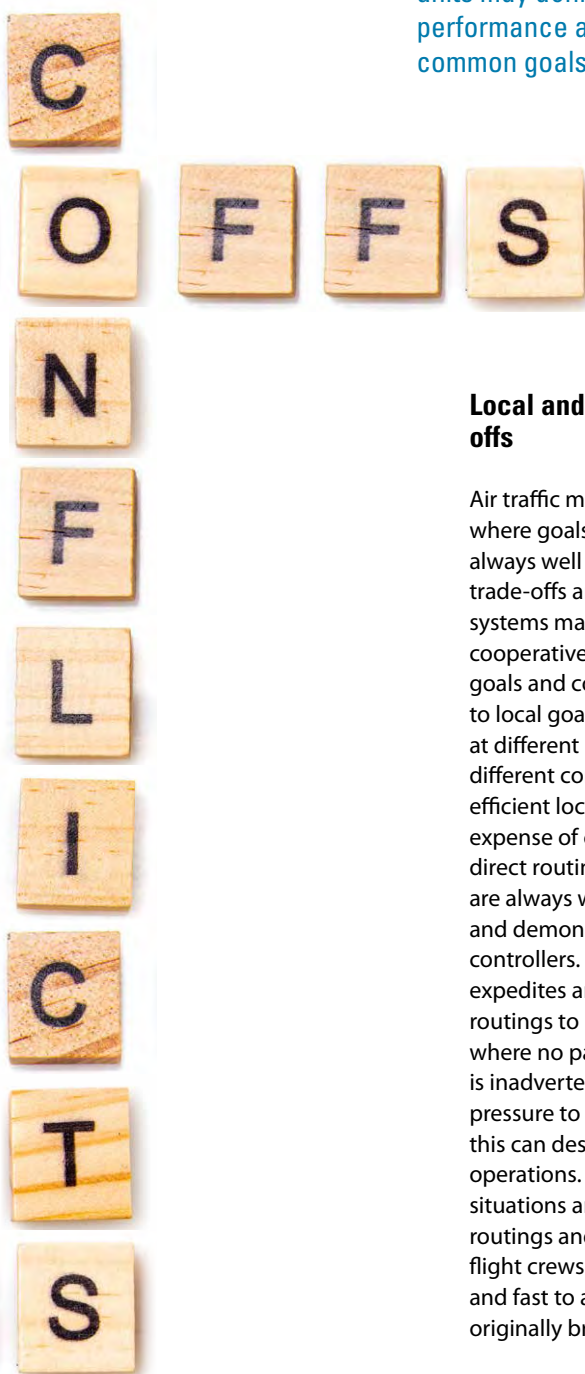 units may
performance a
common goals
C
OFFS
N
F
L
I
C
T
S
Local and
offs
Air traffic m
where goals
always well
trade-offs a
systems ma
cooperative
goals and co
to local goa
at different
different co
efficient loc
expense of
direct routin
are always w
and demon
controllers.
expedites a
routings to
where no pa
is inadverte
pressure to
this can des
operations.
situations a
routings and
flight crews
and fast to a
originally br